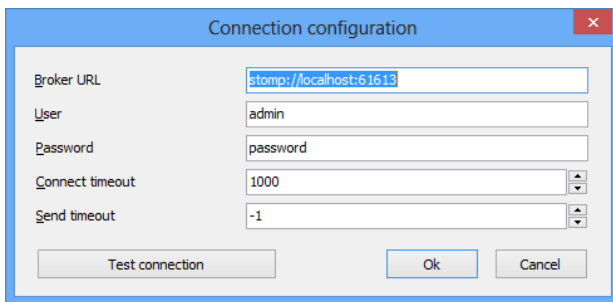 Connection configuration
Broker URL stomp://localhost:61613
User admin
Password password
Connect timeout 1000
Send timeout -1
Test connection Ok Cancel